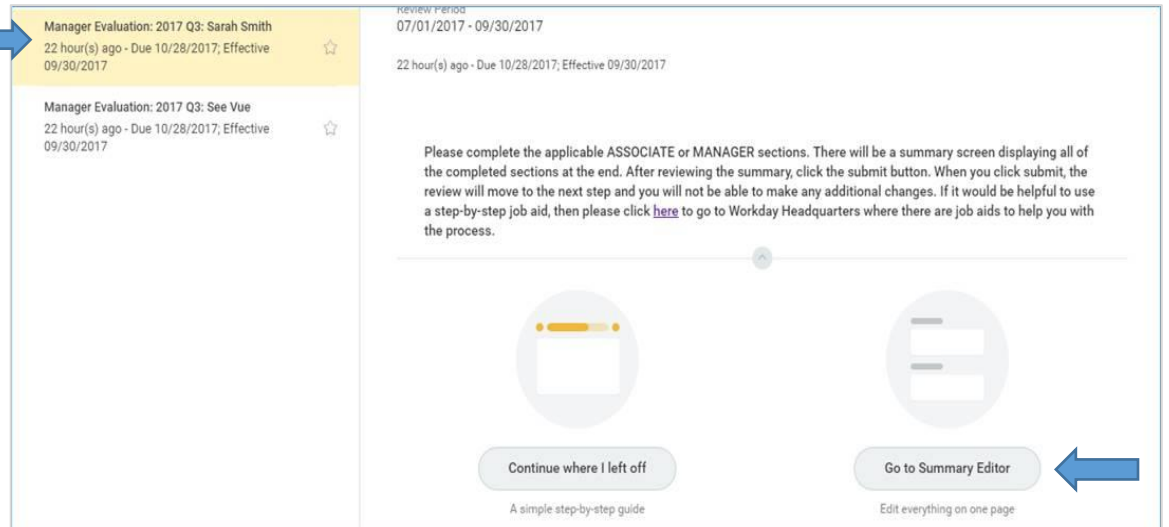 Manager Evaluation: 2017 Q3: Sarah Smith
22 hour(s) ago - Due 10/28/2017; Effective
09/30/2017
Manager Evaluation: 2017 Q3: See Vue
22 hour(s) ago - Due 10/28/2017; Effective
09/30/2017
Review Period
07/01/2017 - 09/30/2017
22 hour(s) ago - Due 10/28/2017; Effective 09/30/2017
Please complete the applicable ASSOCIATE or MANAGER sections. There will be a summary screen displaying all of
the completed sections at the end. After reviewing the summary, click the submit button. When you click submit, the
review will move to the next step and you will not be able to make any additional changes. If it would be helpful to use
a step-by-step job aid, then please click here to go to Workday Headquarters where there are job aids to help you with
the process.
Continue where I left off
A simple step-by-step guide
Go to Summary Editor
Edit everything on one page